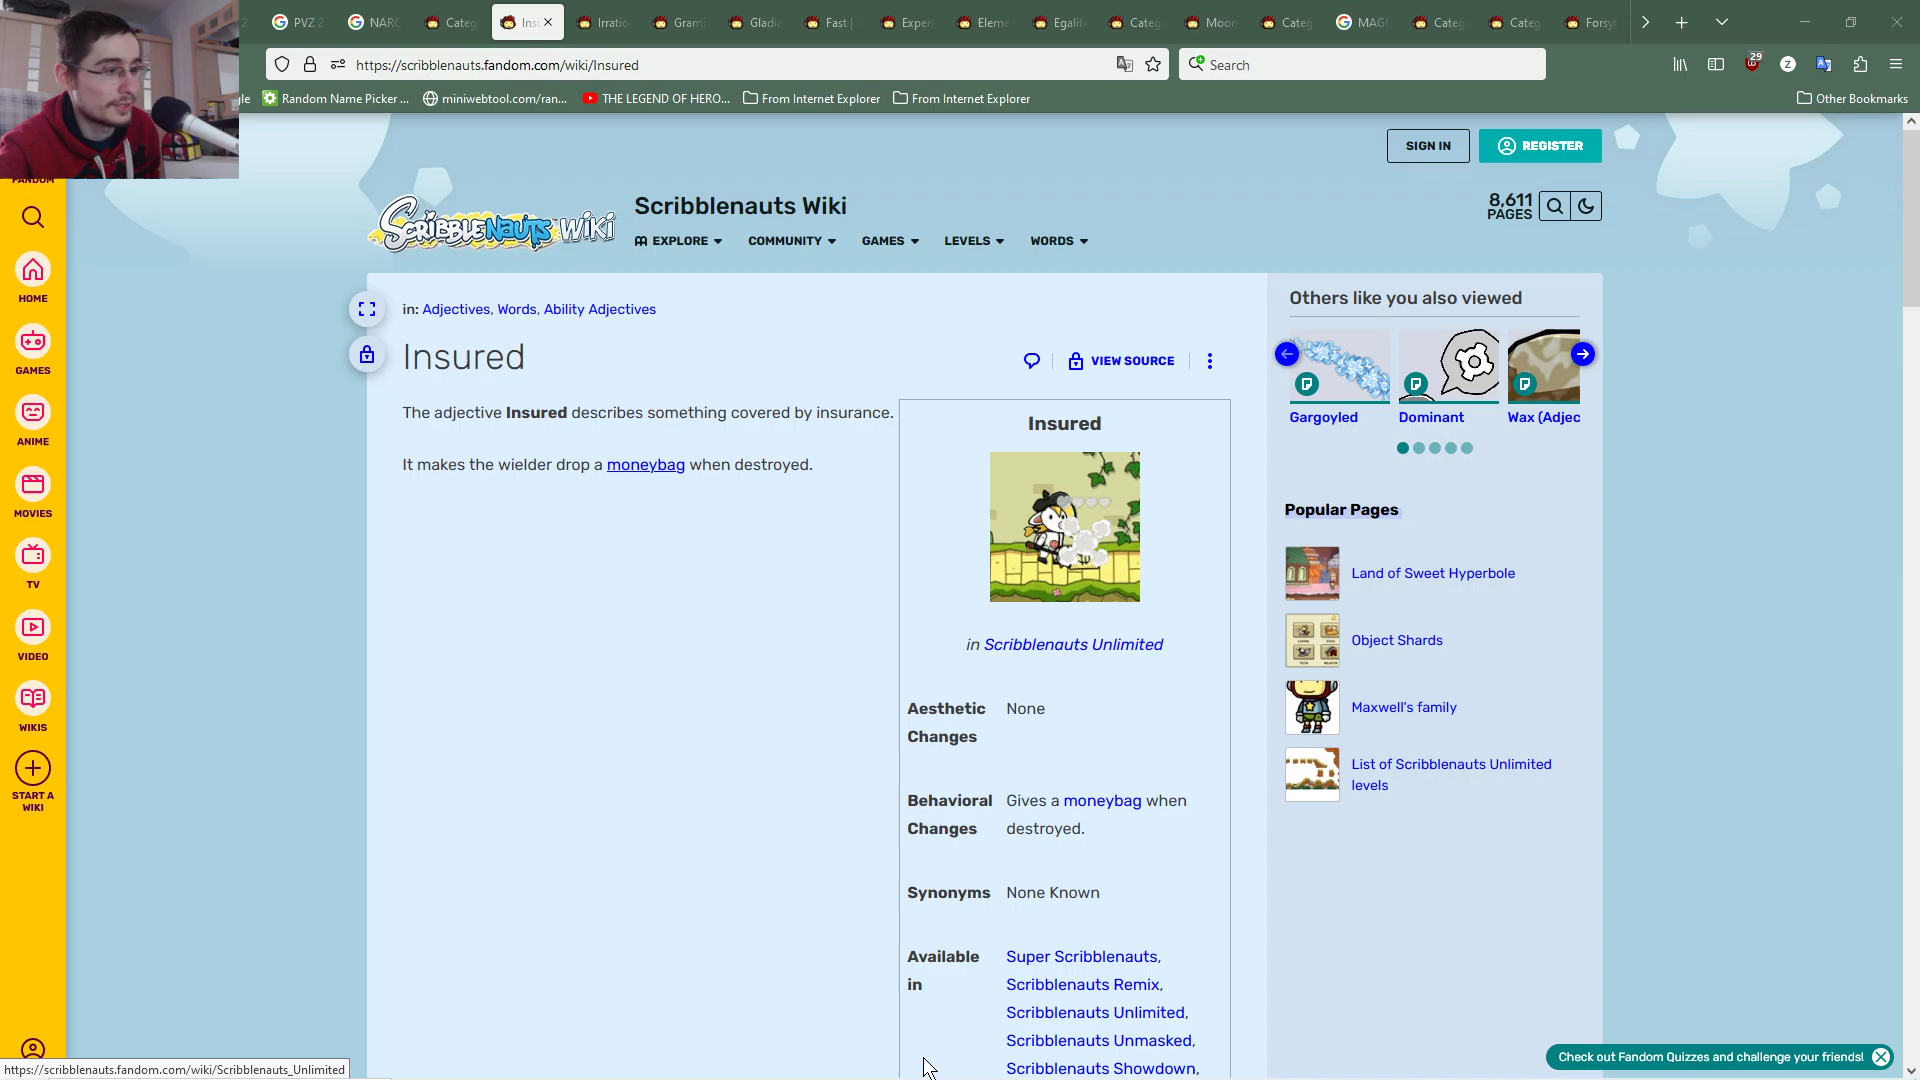 2
PVZ 2
NARC
Categ
Ins
Irratio
Gram
Gladia
Fast |
Exper
Eleme
Egalit
Categ
Moon
Categ
MAG
Categ
Categ
Forsy
https://scribblenauts.fandom.com/wiki/Insured
Search
29
Random Name Picker ...
miniwebtool.com/ran...
THE LEGEND OF HERO...
From Internet Explorer
From Internet Explorer
Other Bookmarks
SIGN IN
REGISTER
FANDOM
SCRIBBLENAUTS WIKI
Scribblenauts Wiki
8,611
PAGES
EXPLORE
COMMUNITY
GAMES
LEVELS
WORDS
HOME
GAMES
ANIME
MOVIES
TV
VIDEO
WIKIS
START A
WIKI
in: Adjectives, Words, Ability Adjectives
Insured
VIEW SOURCE
The adjective Insured describes something covered by insurance.
It makes the wielder drop a moneybag when destroyed.
Insured
in Scribblenauts Unlimited
Aesthetic
Changes
None
Behavioral
Changes
Gives a moneybag when
destroyed.
Synonyms
None Known
Available
in
Super Scribblenauts,
Scribblenauts Remix,
Scribblenauts Unlimited,
Scribblenauts Unmasked,
Scribblenauts Showdown,
Others like you also viewed
Gargoyled
Dominant
Wax (Adjec
Popular Pages
Land of Sweet Hyperbole
Object Shards
Maxwell's family
List of Scribblenauts Unlimited
levels
Check out Fandom Quizzes and challenge your friends!
https://scribblenauts.fandom.com/wiki/Scribblenauts_Unlimited